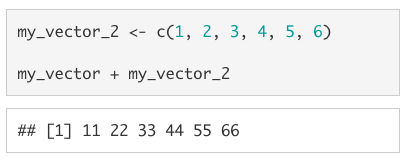 my_vector_2 <- c(1, 2, 3, 4, 5, 6)
my_vector + my_vector_2
## [1] 11 22 33 44 55 66